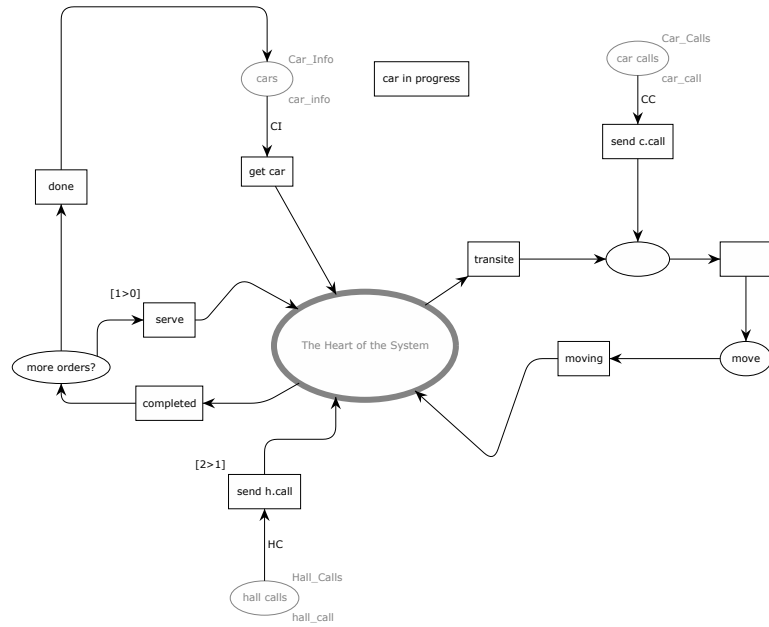 Car_Info
cars
car_info
CI
car in progress
Car_Calls
car calls
car_call
CC
send c.call
get car
done
transite
[1>0]
serve
The Heart of the System
more orders?
moving
move
completed
[2>1]
send h.call
HC
Hall_Calls
hall calls
hall_call